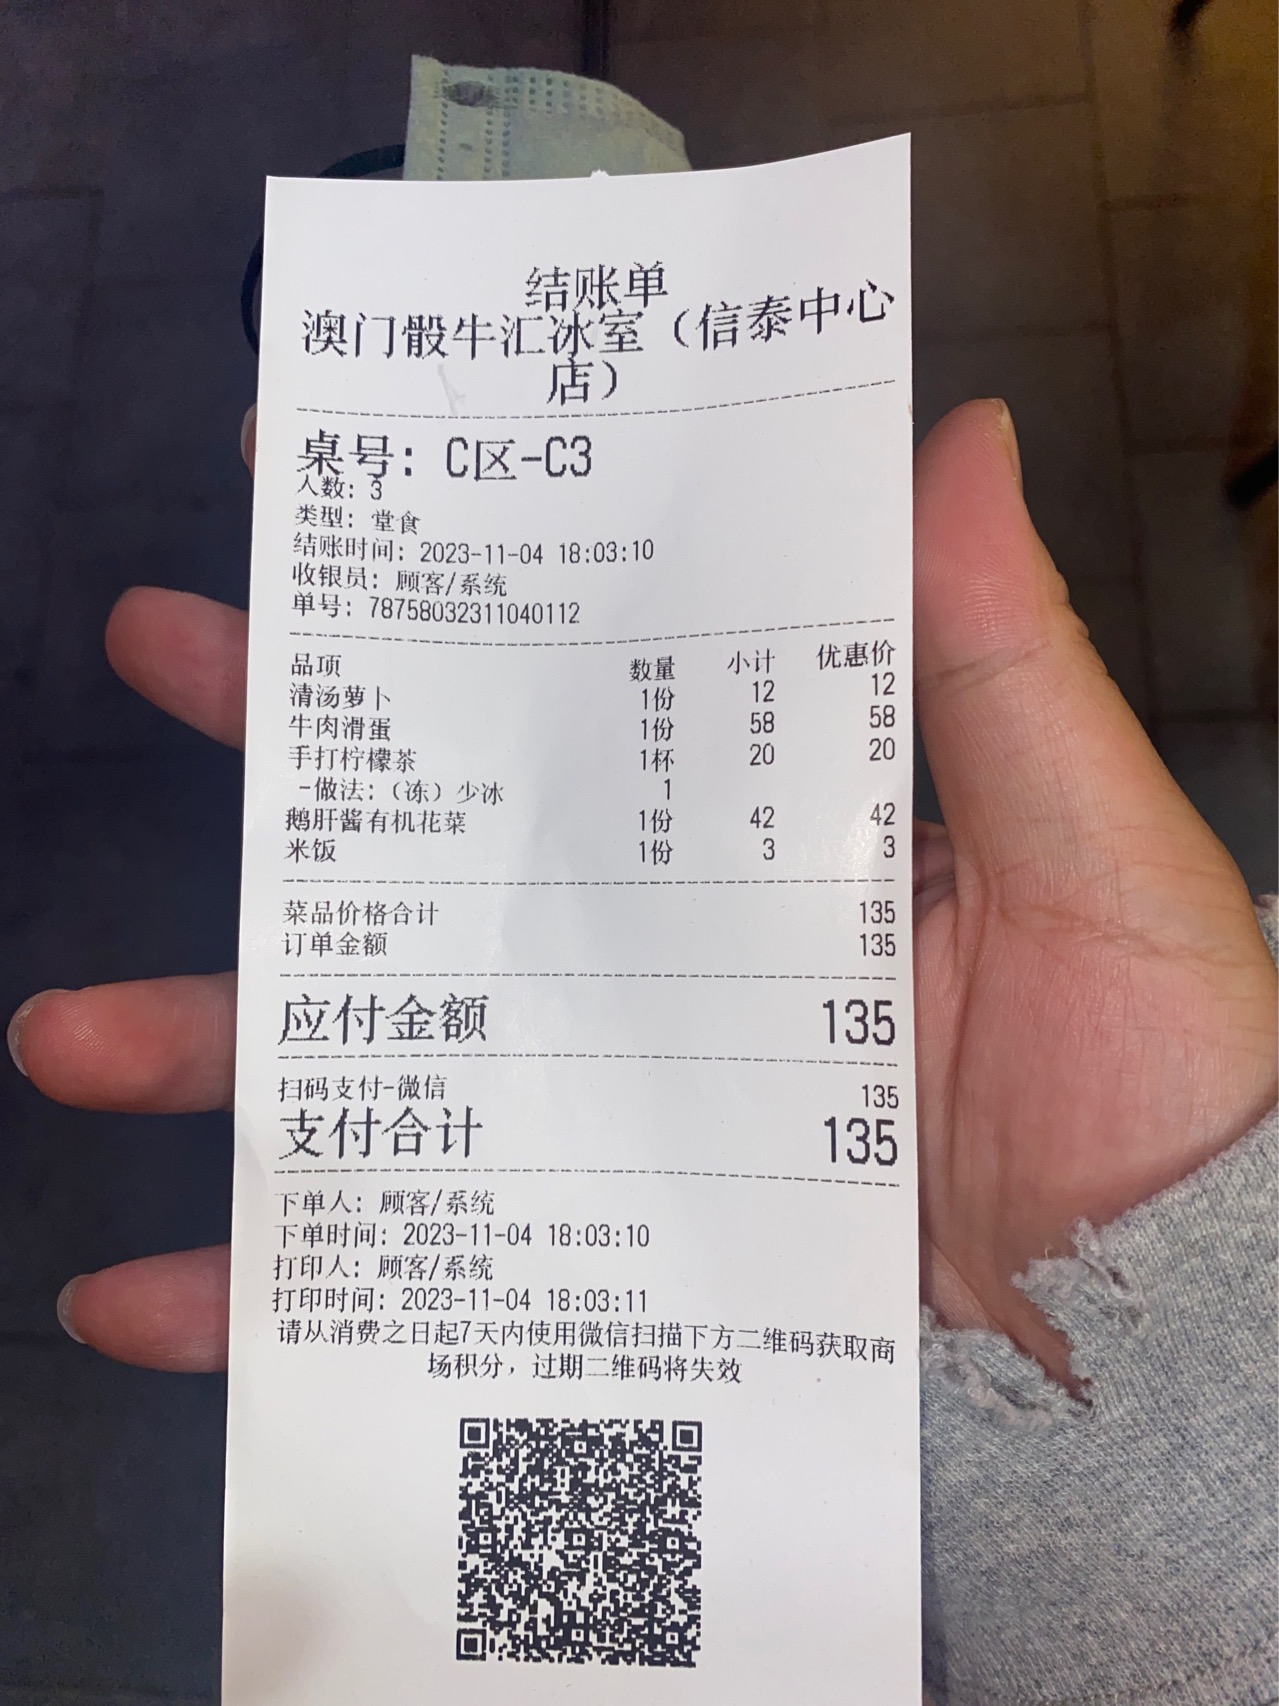 结账单
澳门骰牛汇冰室（信泰中心
店）
桌号: C区-C3
人数: 3
类型: 堂食
结账时间: 2023-11-04 18:03:10
收银员: 顾客/系统
单号: 78758032311040112
品项 数量 小计 优惠价
清汤萝卜 1份 12 12
牛肉滑蛋 1份 58 58
手打柠檬茶 1杯 20 20
-做法:（冻）少冰 1
鹅肝酱有机花菜 1份 42 42
米饭 1份 3 3
菜品价格合计 135
订单金额 135
应付金额 135
扫码支付-微信 135
支付合计 135
下单人: 顾客/系统
下单时间: 2023-11-04 18:03:10
打印人: 顾客/系统
打印时间: 2023-11-04 18:03:11
请从消费之日起7天内使用微信扫描下方二维码获取商
场积分，过期二维码将失效